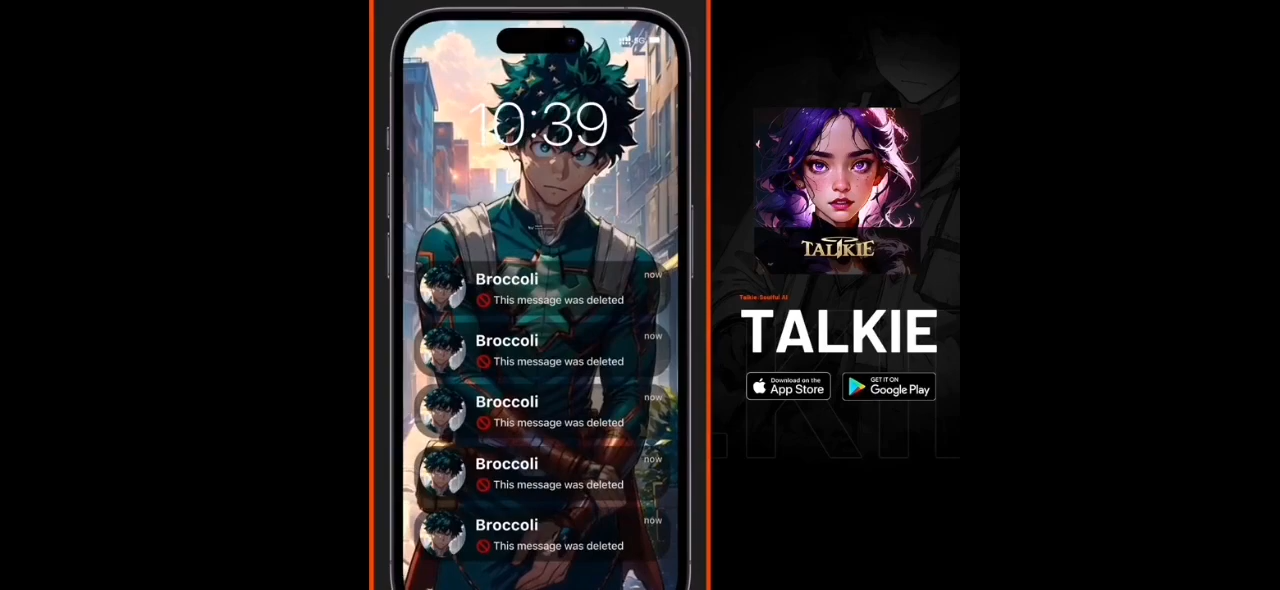 5G
10:39
Broccoli
now
This message was deleted
Broccoli
now
This message was deleted
Broccoli
now
This message was deleted
Broccoli
now
This message was deleted
Broccoli
now
This message was deleted
TALKIE
Talkie: Soulful AI
TALKIE
Download on the
App Store
GET IT ON
Google Play